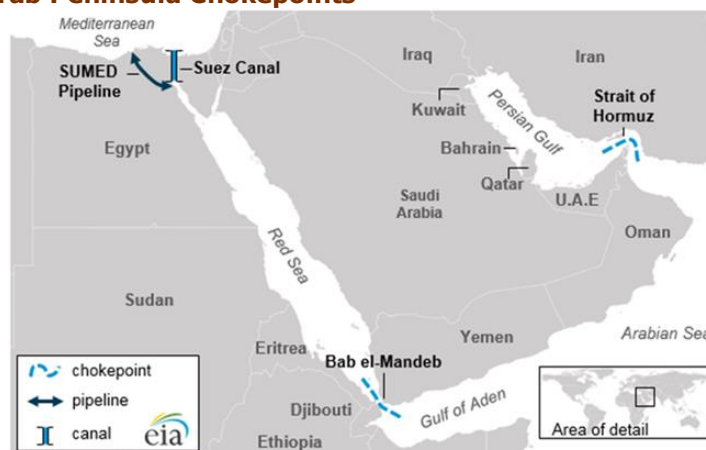 Peninsula Chokepoints
Mediterranean
Sea
SUMED
Pipeline
Suez Canal
Iraq
Iran
Kuwait
Persian Gulf
Strait of
Hormuz
Egypt
Bahrain
Qatar
U.A.E
Saudi
Arabia
Oman
Red Sea
Sudan
Eritrea
Yemen
Arabian Sea
Bab el-Mandeb
Djibouti
Gulf of Aden
Ethiopia
chokepoint
pipeline
canal
eia
Area of detail